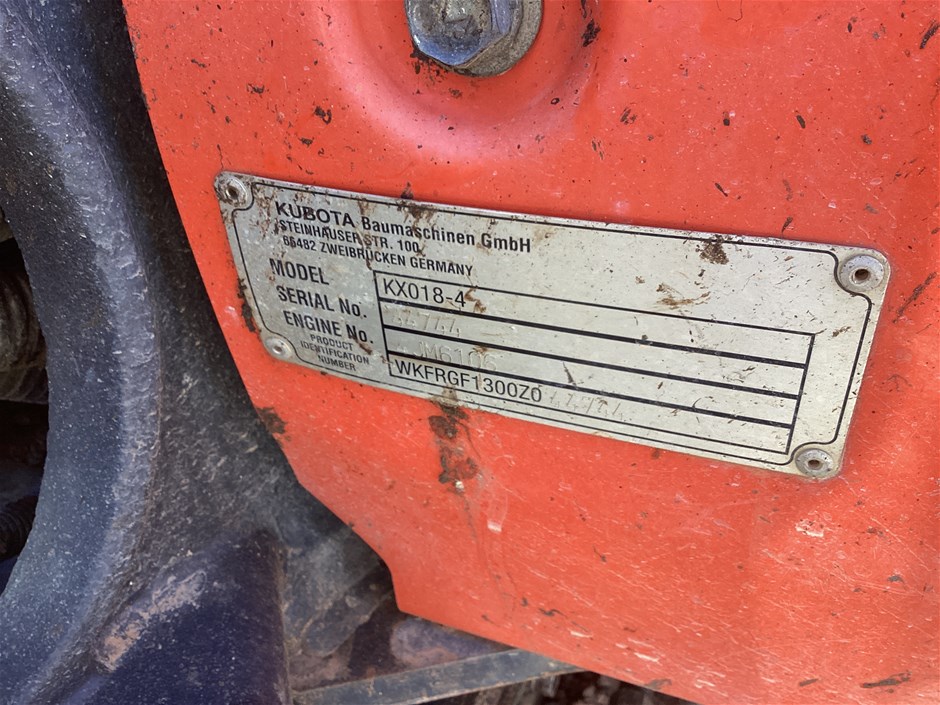 KUBOTA Baumaschinen GmbH
STEINHAUSER STR. 100
66482 ZWEIBRÜCKEN GERMANY
MODEL KX018-4
SERIAL No.
ENGINE No.
PRODUCT IDENTIFICATION NUMBER WKFRGF1300Z0